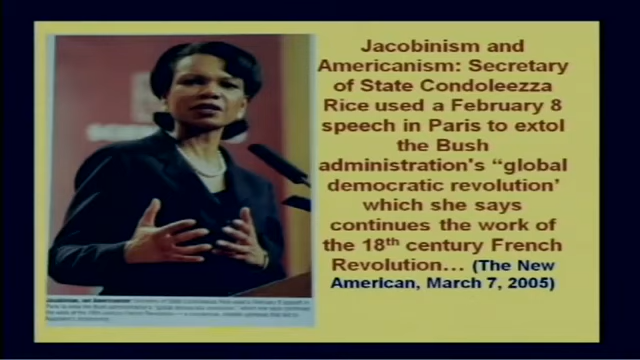 Jacobinism and
Americanism: Secretary
of State Condoleezza
Rice used a February 8
speech in Paris to extol
the Bush
administration's “global
democratic revolution’
which she says
continues the work of
the 18th century French
Revolution… (The New
American, March 7, 2005)